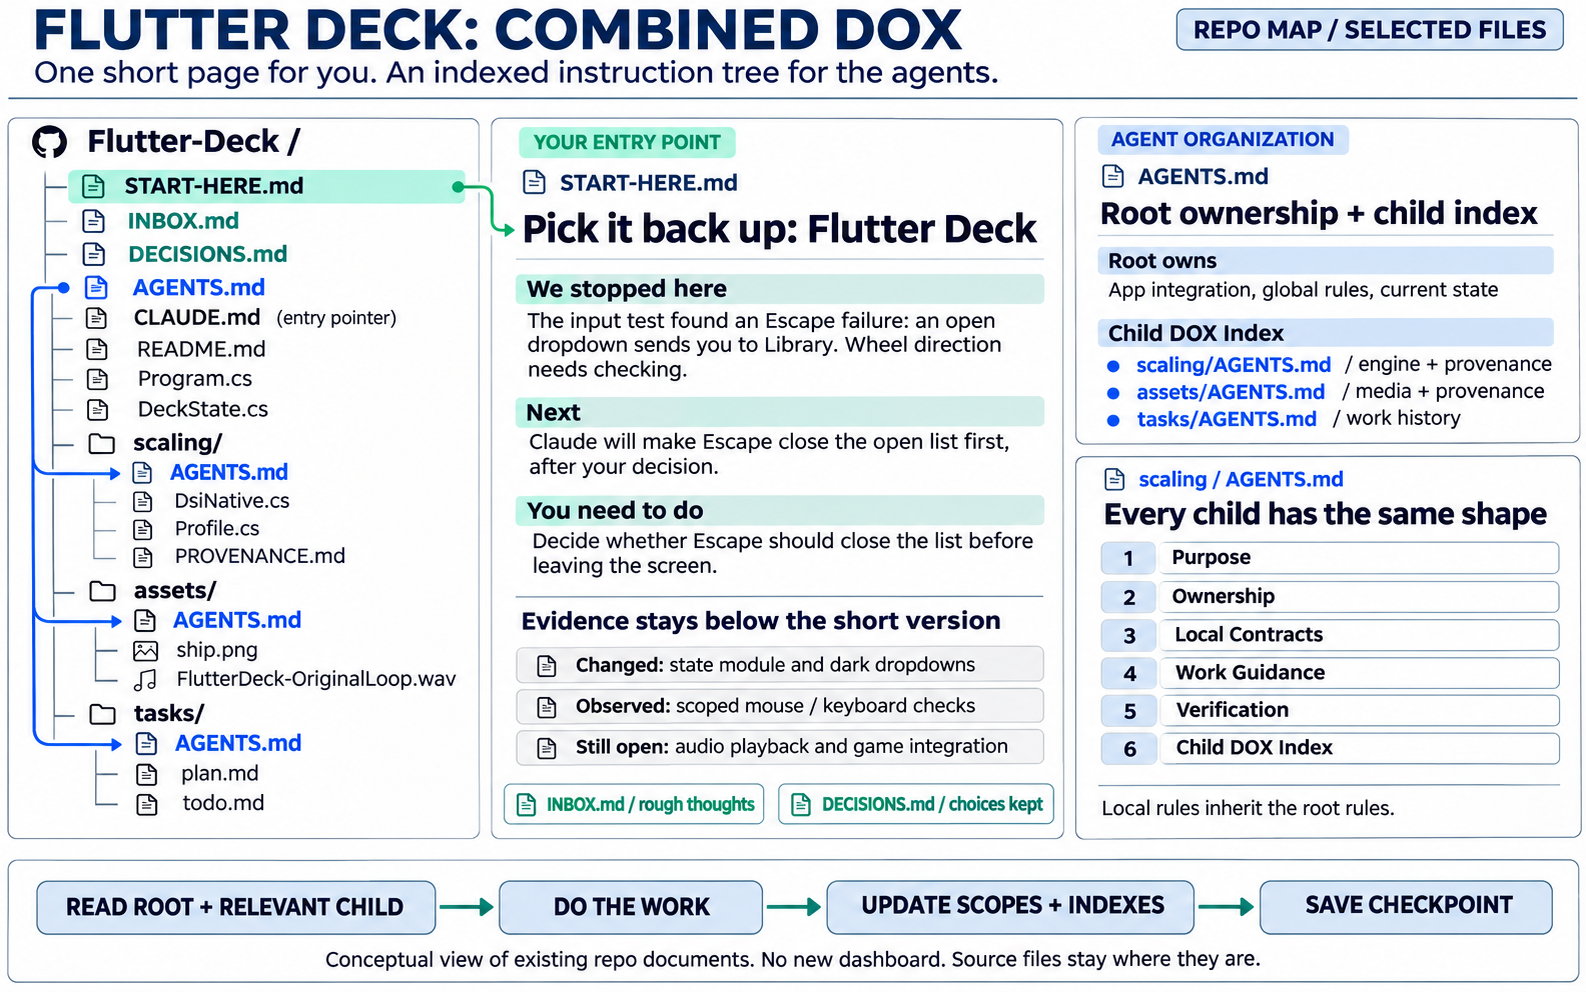 FLUTTER DECK: COMBINED DOX
One short page for you. An indexed instruction tree for the agents.
REPO MAP / SELECTED FILES
Flutter-Deck /
START-HERE.md
INBOX.md
DECISIONS.md
AGENTS.md
CLAUDE.md (entry pointer)
README.md
Program.cs
DeckState.cs
scaling/
AGENTS.md
DsiNative.cs
Profile.cs
PROVENANCE.md
assets/
AGENTS.md
ship.png
FlutterDeck-OriginalLoop.wav
tasks/
AGENTS.md
plan.md
todo.md
YOUR ENTRY POINT
START-HERE.md
Pick it back up: Flutter Deck
We stopped here
The input test found an Escape failure: an open
dropdown sends you to Library. Wheel direction
needs checking.
Next
Claude will make Escape close the open list first,
after your decision.
You need to do
Decide whether Escape should close the list before
leaving the screen.
Evidence stays below the short version
Changed: state module and dark dropdowns
Observed: scoped mouse / keyboard checks
Still open: audio playback and game integration
INBOX.md / rough thoughts
DECISIONS.md / choices kept
AGENT ORGANIZATION
AGENTS.md
Root ownership + child index
Root owns
App integration, global rules, current state
Child DOX Index
scaling/AGENTS.md / engine + provenance
assets/AGENTS.md / media + provenance
tasks/AGENTS.md / work history
scaling / AGENTS.md
Every child has the same shape
1 Purpose
2 Ownership
3 Local Contracts
4 Work Guidance
5 Verification
6 Child DOX Index
Local rules inherit the root rules.
READ ROOT + RELEVANT CHILD
DO THE WORK
UPDATE SCOPES + INDEXES
SAVE CHECKPOINT
Conceptual view of existing repo documents. No new dashboard. Source files stay where they are.